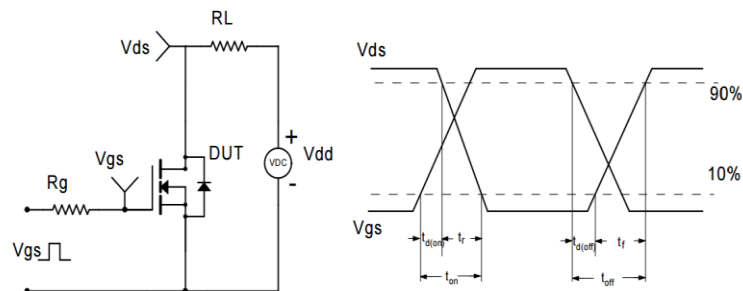 RL
Vds
Vgs
DUT
Rg
VDC
+
-
Vdd
Vgs
Vds
90%
10%
Vgs
td(on)
tr
td(off)
tf
ton
toff